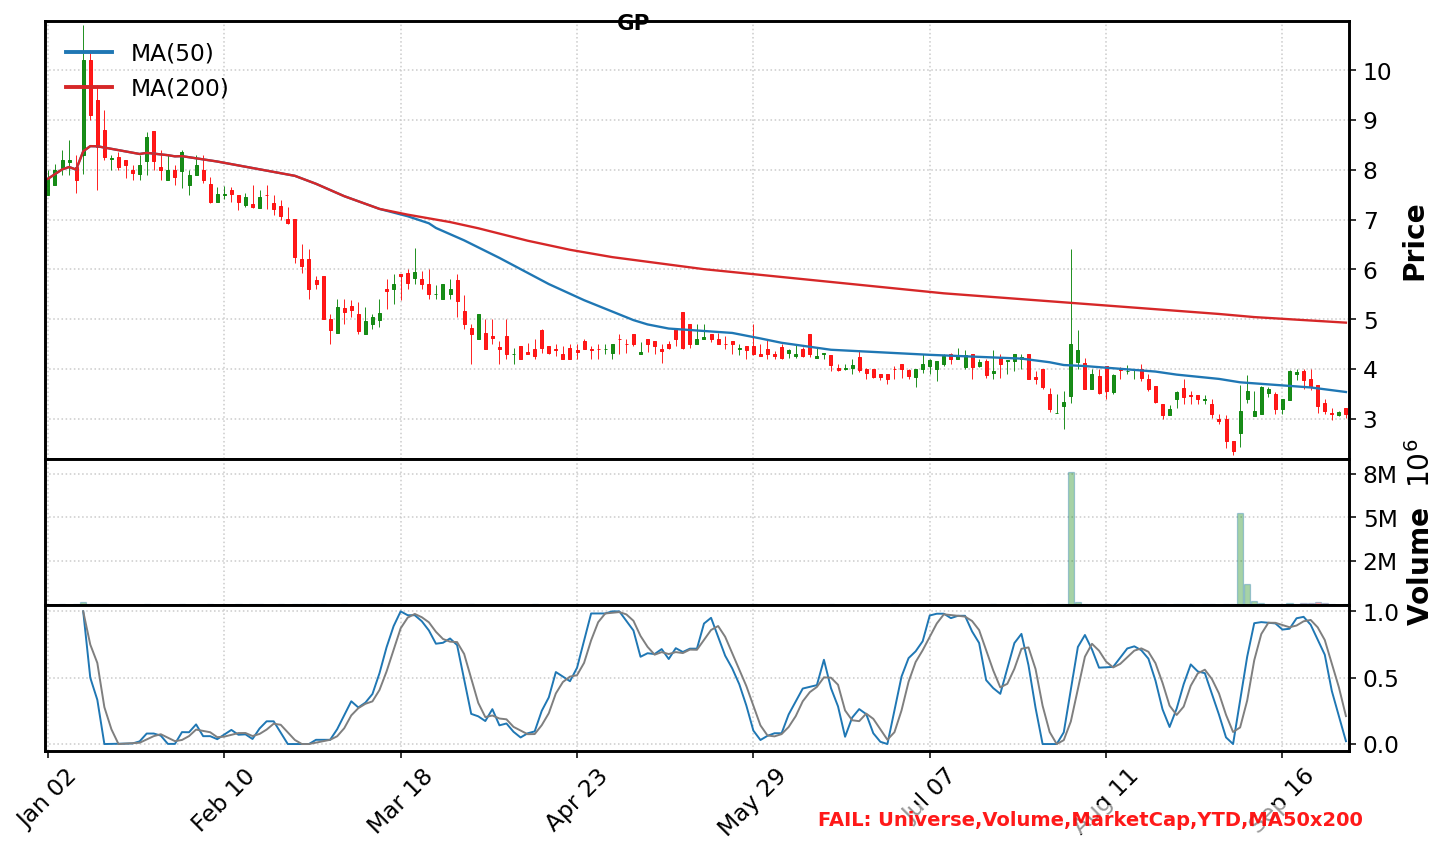 GP
MA(50)
MA(200)
10
9
8
7
6
5
4
3
Price
8M
5M
2M
Volume 10^6
1.0
0.5
0.0
Jan 02
Feb 10
Mar 18
Apr 23
May 29
Jul 07
Aug 11
Sep 16
FAIL: Universe,Volume,MarketCap,YTD,MA50x200